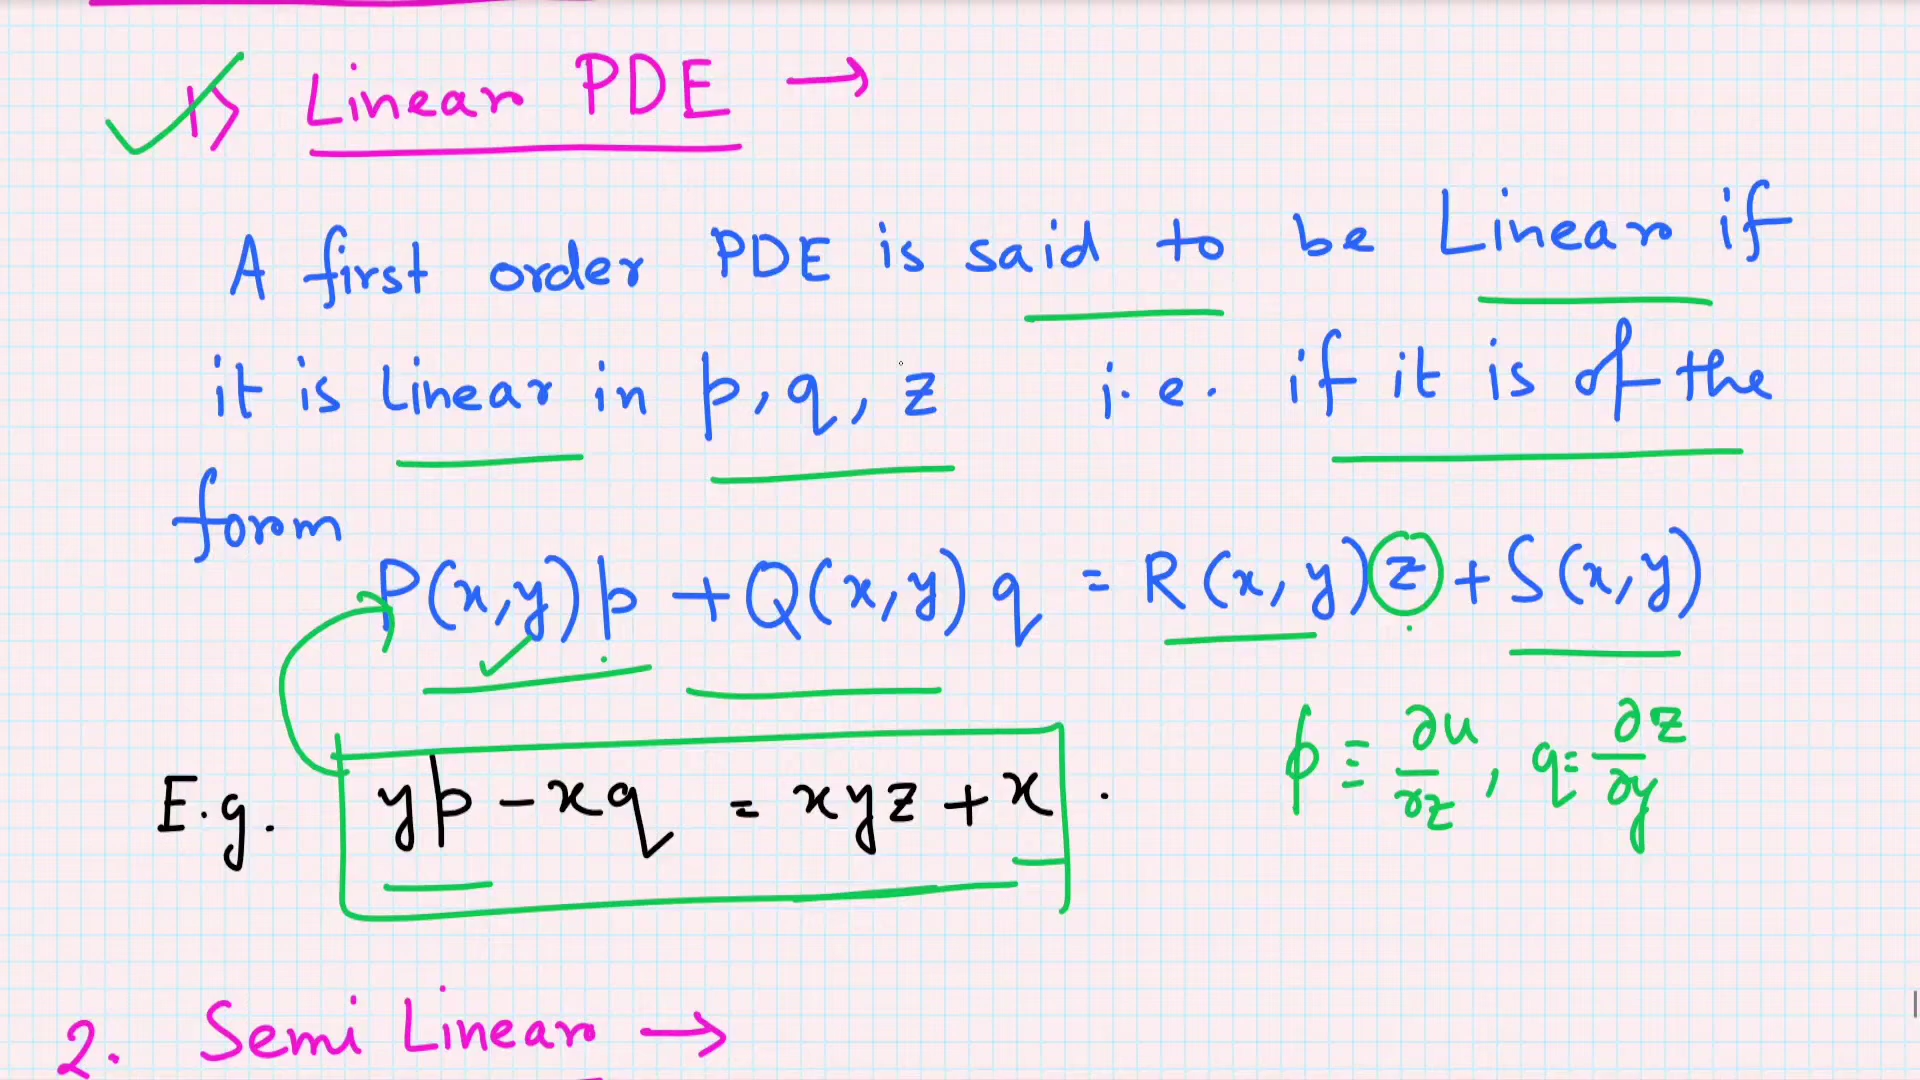 1) Linear PDE →
A first order PDE is said to be Linear if
it is Linear in p, q, z i.e. if it is of the
form
P(x,y)p + Q(x,y)q = R(x,y)z + S(x,y)
p ≡ ∂u/∂z, q = ∂z/∂y
E.g. yp - xq = xyz + x.
2. Semi Linear →